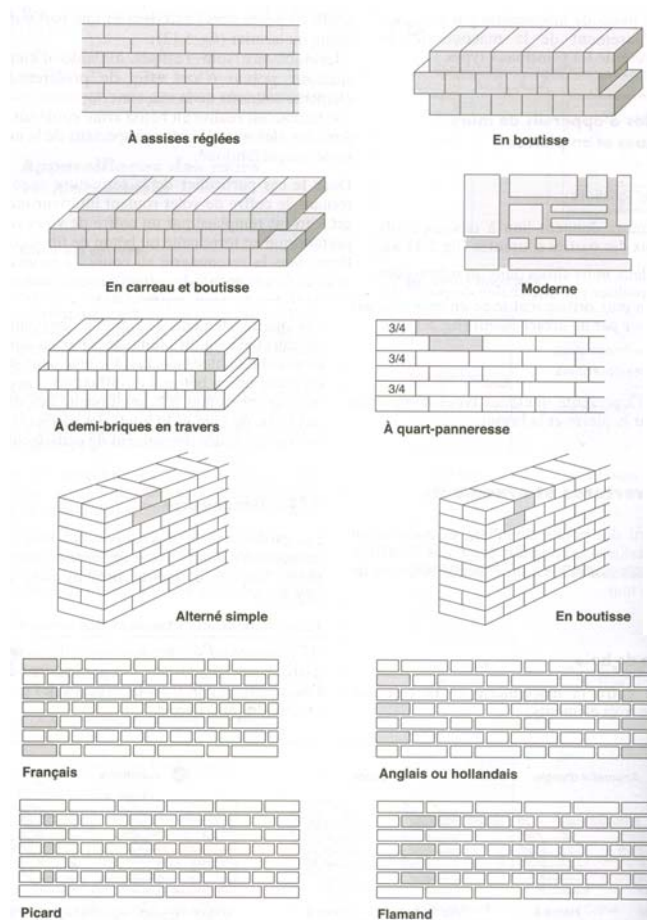 À assises réglées
En boutisse
En carreau et boutisse
Moderne
À demi-briques en travers
3/4
3/4
3/4
À quart-panneresse
Alterné simple
En boutisse
Français
Anglais ou hollandais
Picard
Flamand